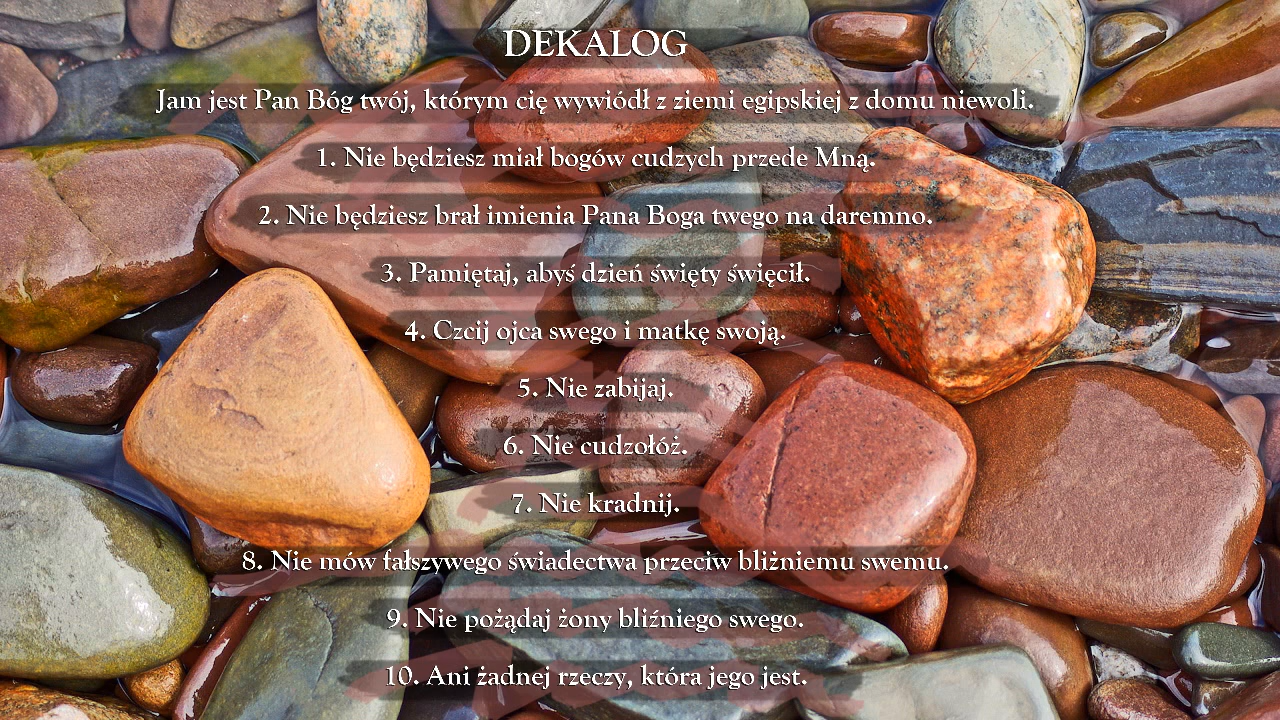 DEKALOG
Jam jest Pan Bóg twój, którym cię wywiódł z ziemi egipskiej z domu niewoli.
1. Nie będziesz miał bogów cudzych przede Mną.
2. Nie będziesz brał imienia Pana Boga twego na daremno.
3. Pamiętaj, abyś dzień święty święcił.
4. Czcij ojca swego i matkę swoją.
5. Nie zabijaj.
6. Nie cudzołóż.
7. Nie kradnij.
8. Nie mów fałszywego świadectwa przeciw bliżniemu swemu.
9. Nie pożądaj żony bliźniego swego.
10. Ani żadnej rzeczy, która jego jest.